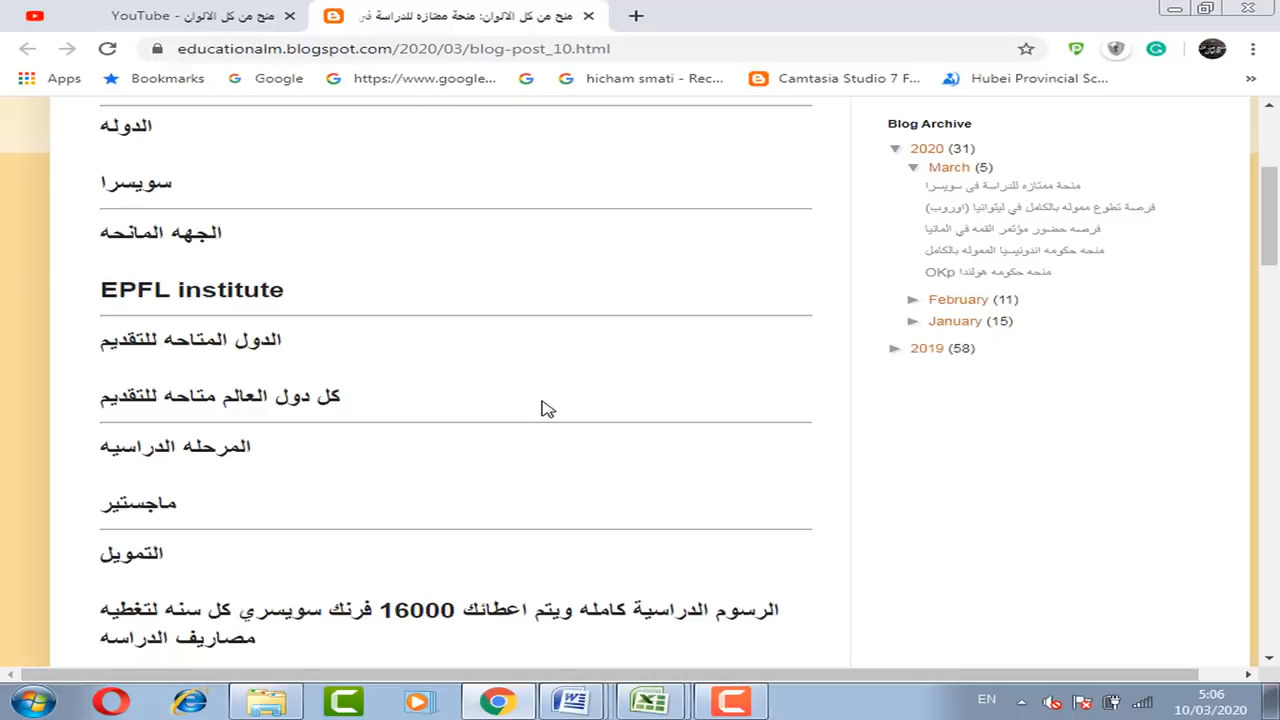 منح من كل الالوان - YouTube
منح من كل الالوان: منحة ممتازه للدراسة في
educationalm.blogspot.com/2020/03/blog-post_10.html
Apps Bookmarks Google https://www.google... hicham smati - Rec... Camtasia Studio 7 F... Hubei Provincial Sc... »
الدوله
سويسرا
الجهه المانحه
EPFL institute
الدول المتاحه للتقديم
كل دول العالم متاحه للتقديم
المرحله الدراسيه
ماجستير
التمويل
الرسوم الدراسية كامله ويتم اعطائك 16000 فرنك سويسري كل سنه لتغطيه
مصاريف الدراسه
Blog Archive
2020 (31)
March (5)
منحة ممتازه للدراسة فى سويسرا
فرصة تطوع مموله بالكامل في ليتوانيا (اوروب)
فرصه حضور مؤتمر القمه في المانيا
منحه حكومه اندونيسيا المموله بالكامل
منحه حكومه هولندا OKp
February (11)
January (15)
2019 (58)
EN
5:06
10/03/2020